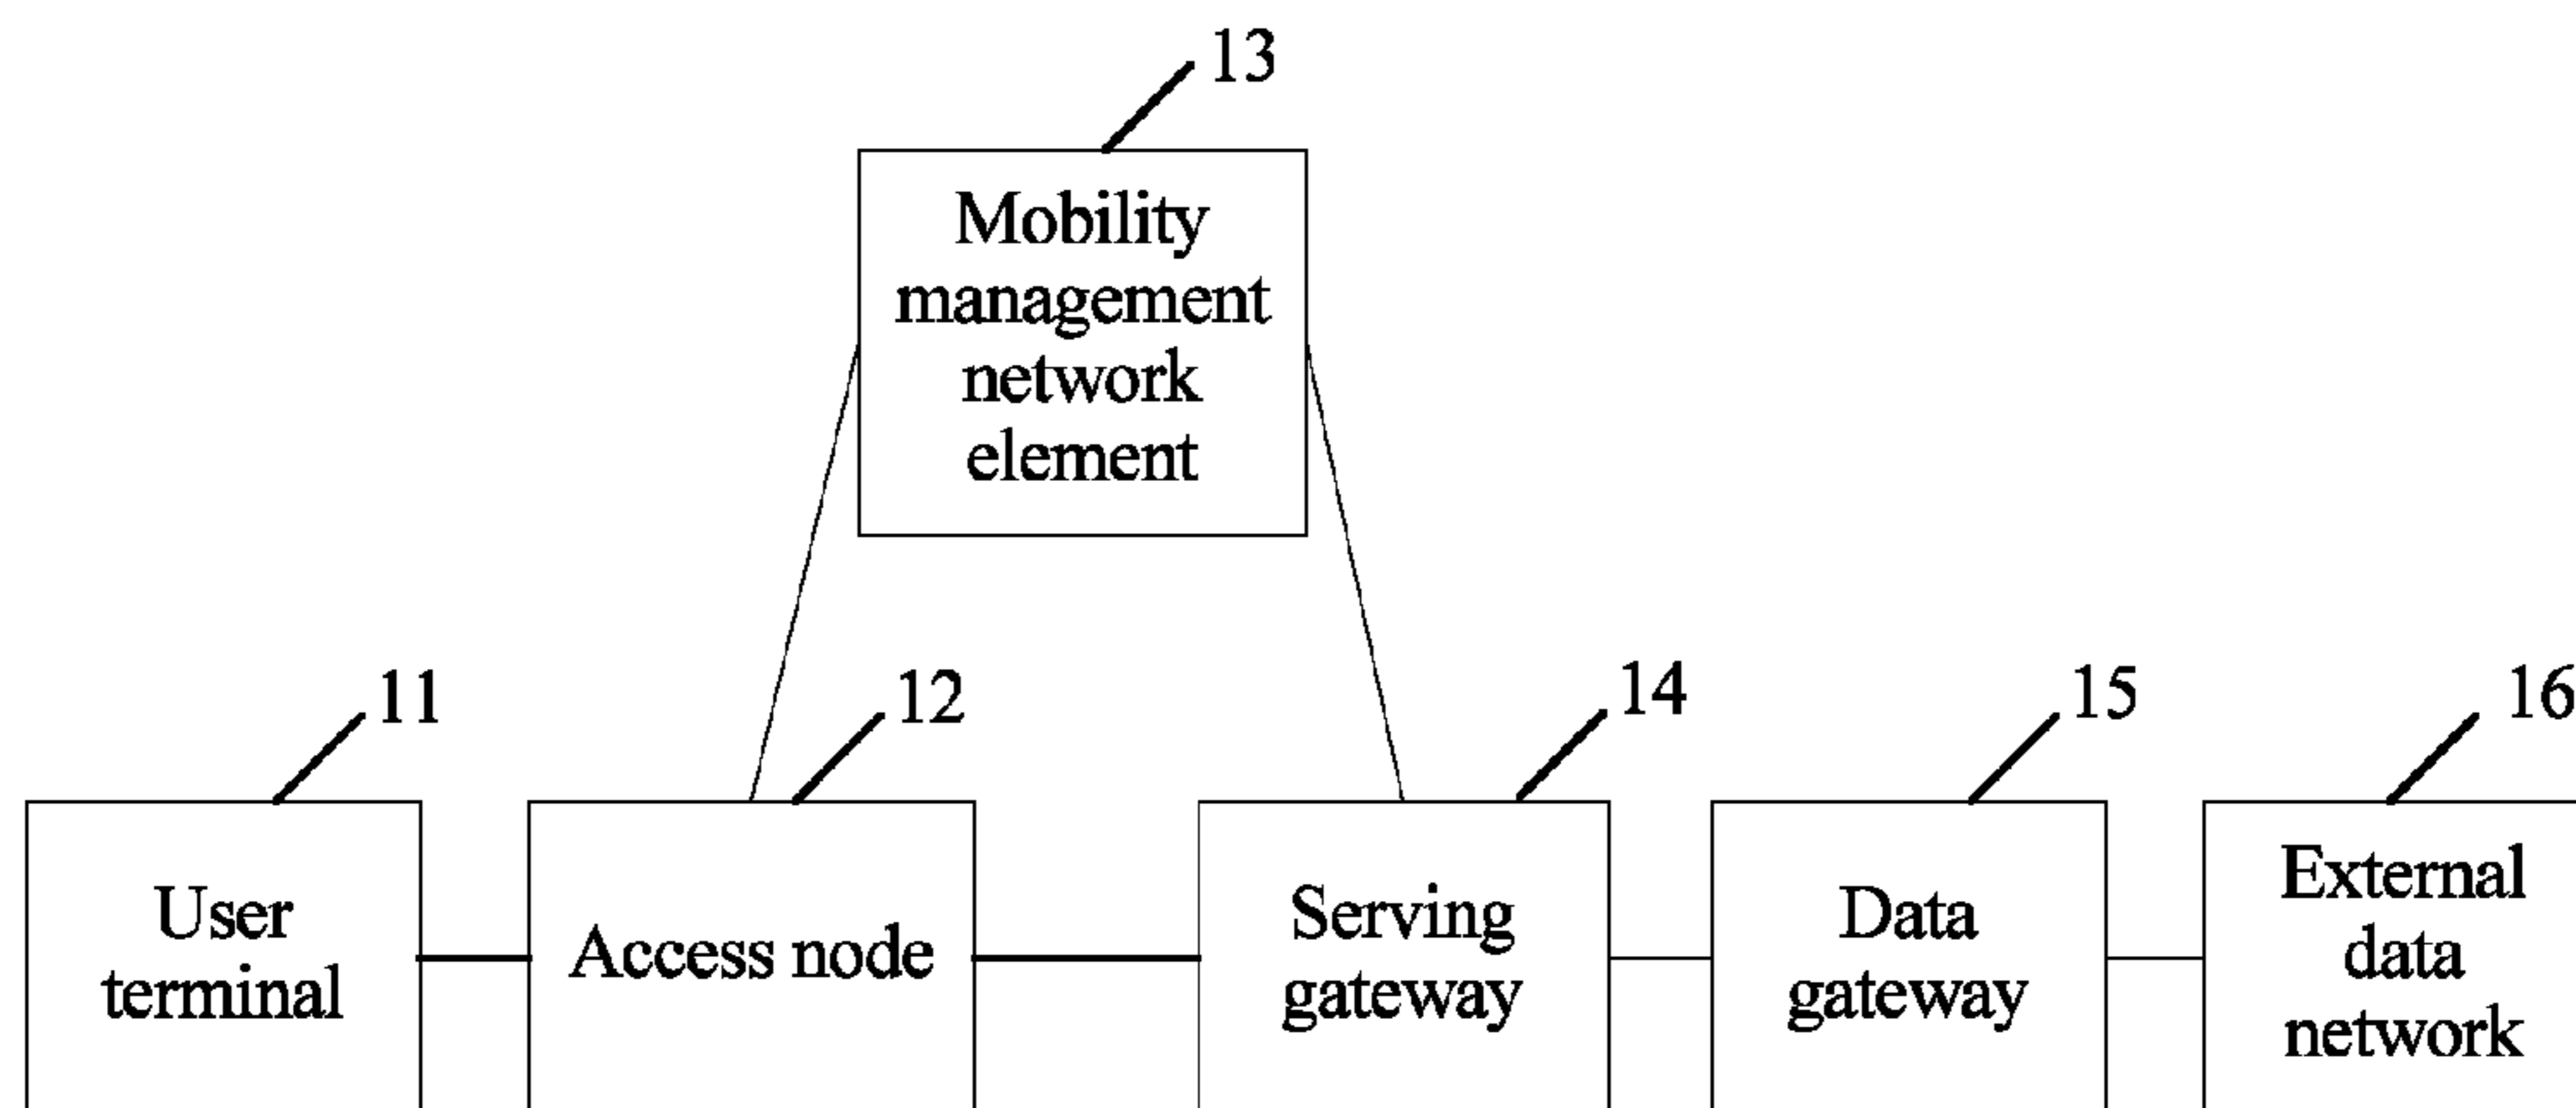 13
Mobility
management
network
element
11
12
14
15
16
User
terminal
Access node
Serving
gateway
Data
gateway
External
data
network